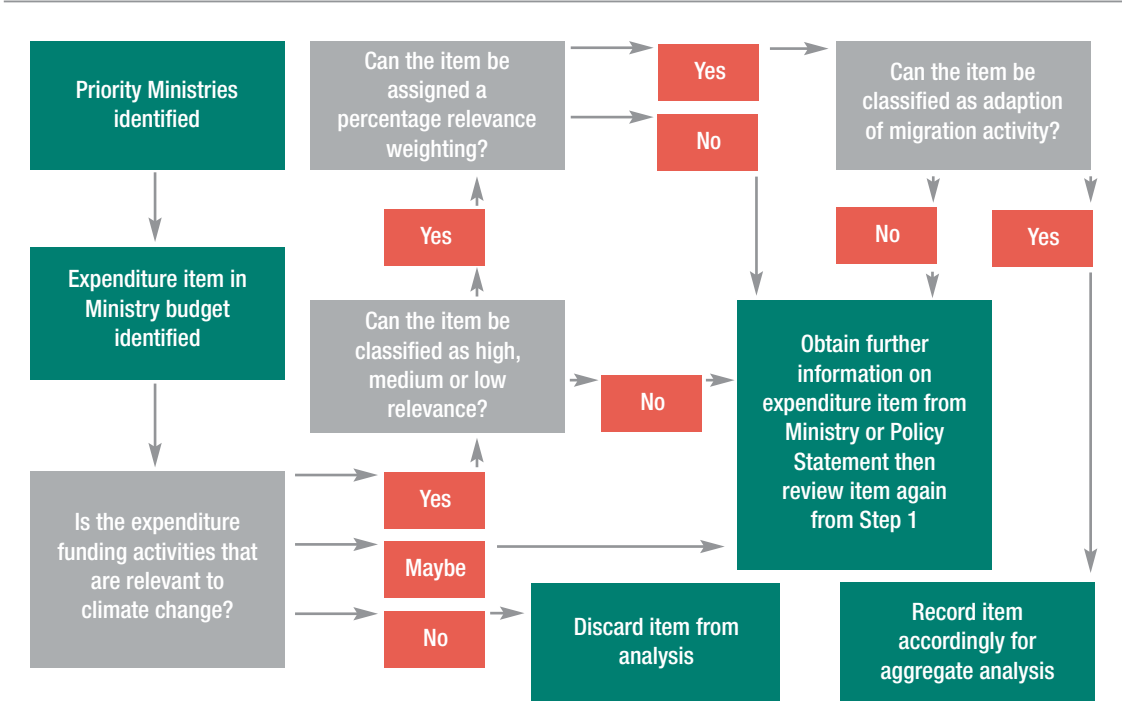 Priority Ministries
identified
Expenditure item in
Ministry budget
identified
Is the expenditure
funding activities that
are relevant to
climate change?
Yes
Maybe
No
Discard item from
analysis
Can the item be
classified as high,
medium or low
relevance?
No
Yes
Can the item be
assigned a
percentage relevance
weighting?
Yes
No
Can the item be
classified as adaption
of migration activity?
No
Yes
Obtain further
information on
expenditure item from
Ministry or Policy
Statement then
review item again
from Step 1
Record item
accordingly for
aggregate analysis